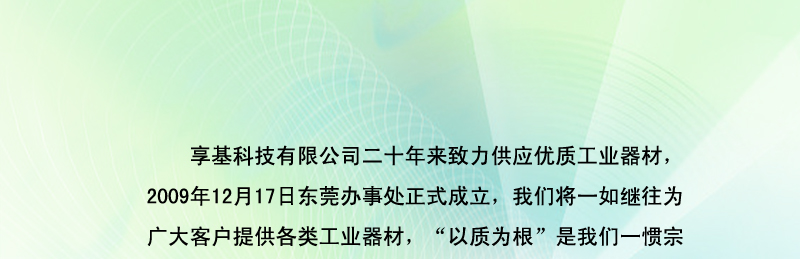 享基科技有限公司二十年来致力供应优质工业器材，
2009年12月17日东莞办事处正式成立，我们将一如继往为
广大客户提供各类工业器材，“以质为根”是我们一惯宗